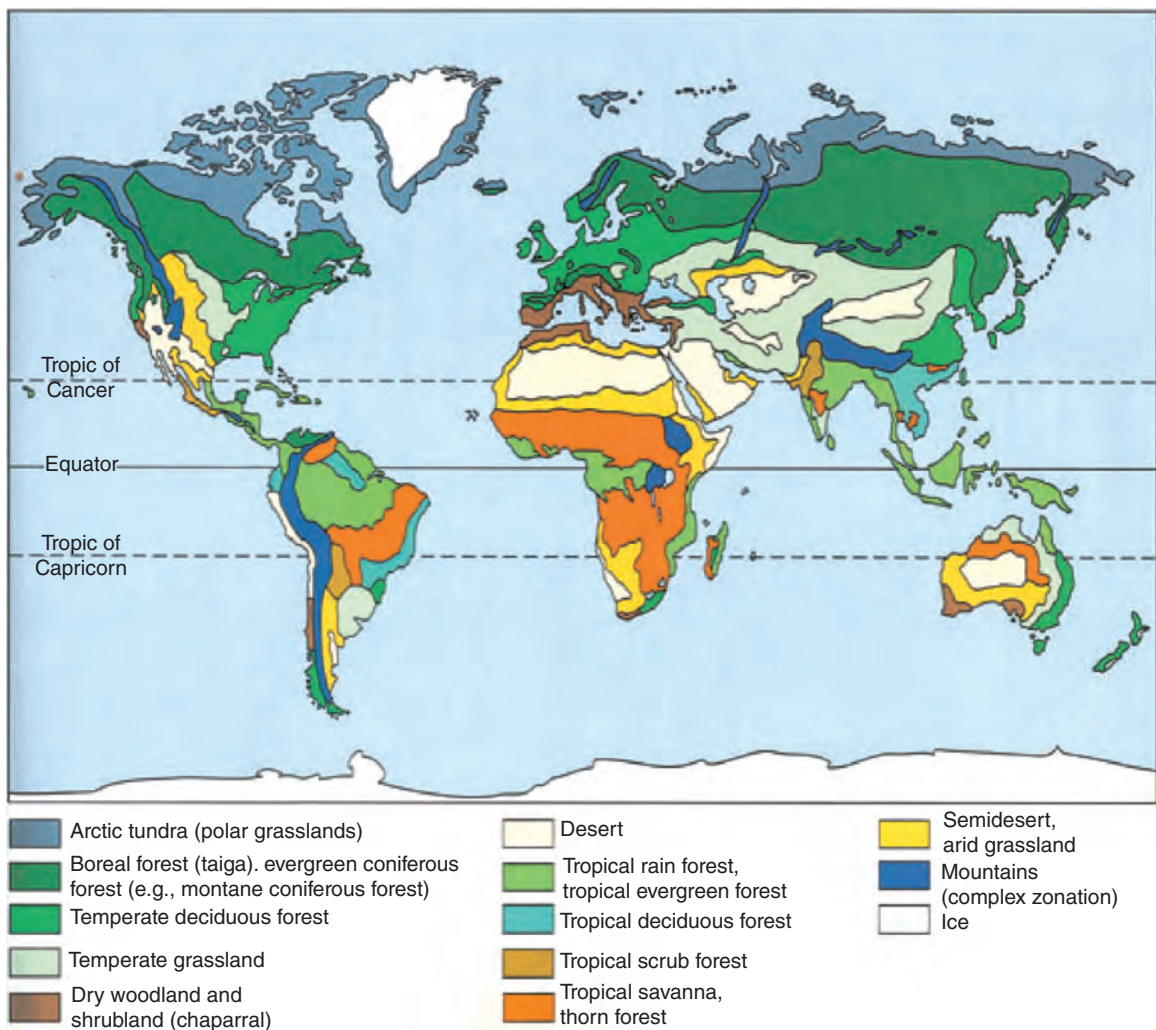 Tropic of
Cancer
Equator
Tropic of
Capricorn
Arctic tundra (polar grasslands)
Boreal forest (taiga). evergreen coniferous
forest (e.g., montane coniferous forest)
Temperate deciduous forest
Temperate grassland
Dry woodland and
shrubland (chaparral)
Desert
Tropical rain forest,
tropical evergreen forest
Tropical deciduous forest
Tropical scrub forest
Tropical savanna,
thorn forest
Semidesert,
arid grassland
Mountains
(complex zonation)
Ice